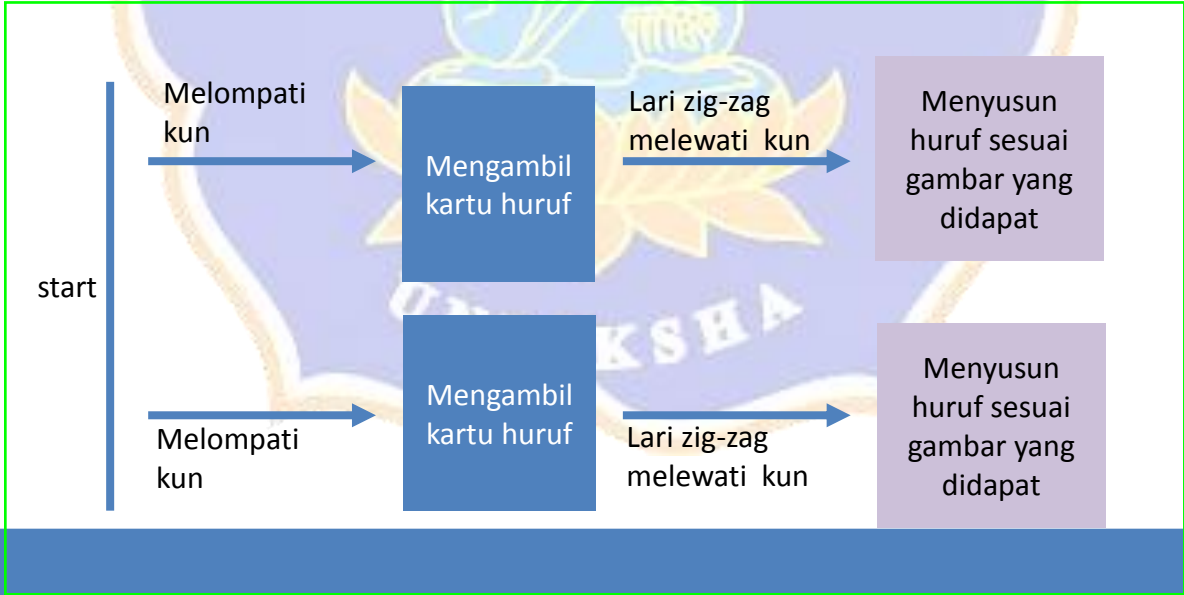 start
Melompati
kun
Mengambil
kartu huruf
Lari zig-zag
melewati kun
Menyusun
huruf sesuai
gambar yang
didapat
Melompati
kun
Mengambil
kartu huruf
Lari zig-zag
melewati kun
Menyusun
huruf sesuai
gambar yang
didapat